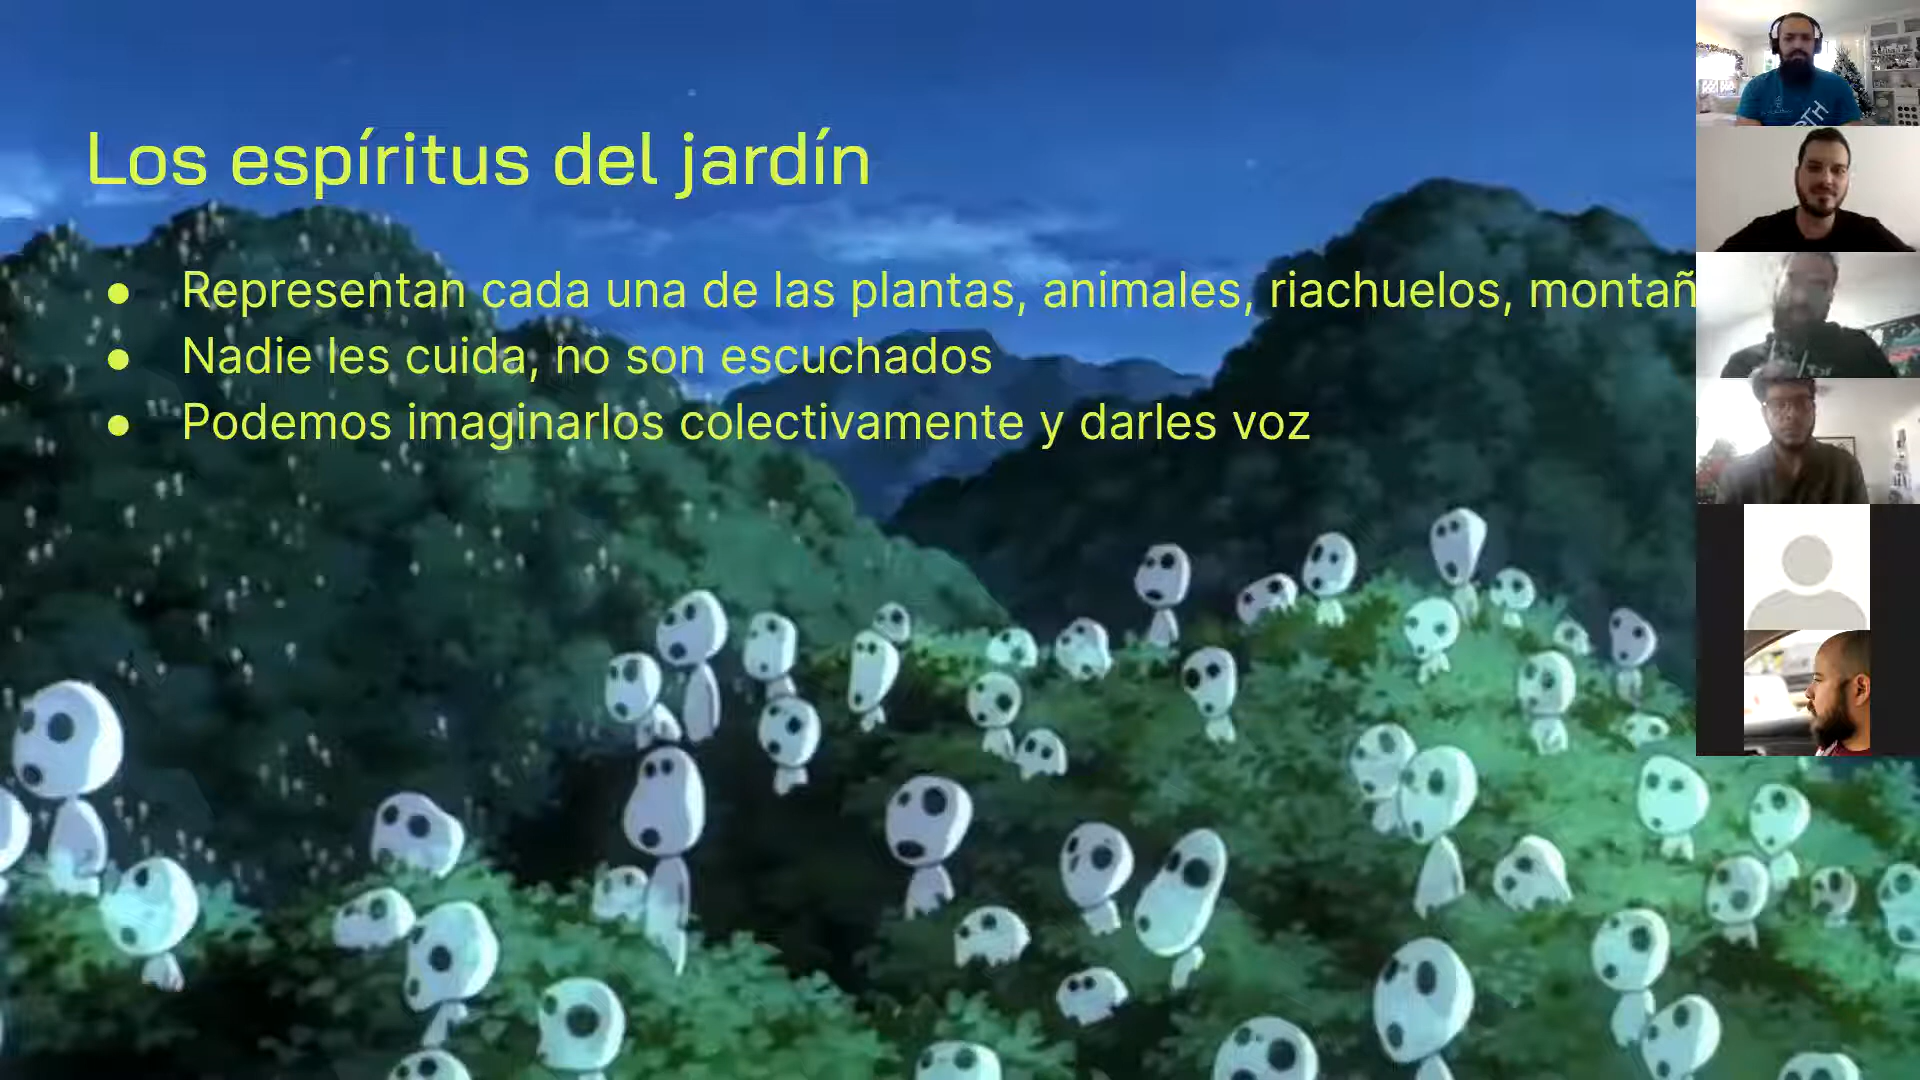 Los espíritus del jardín
● Representan cada una de las plantas, animales, riachuelos, montañ
● Nadie les cuida, no son escuchados
● Podemos imaginarlos colectivamente y darles voz